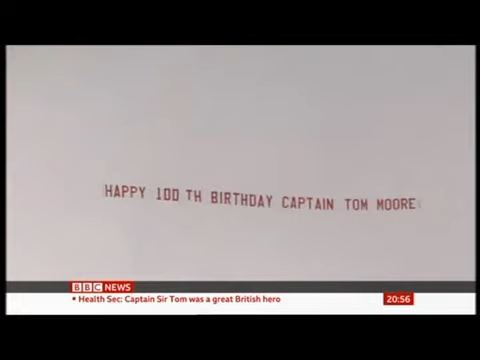 HAPPY 100 TH BIRTHDAY CAPTAIN TOM MOORE
BBC NEWS
• Health Sec: Captain Sir Tom was a great British hero
20:56